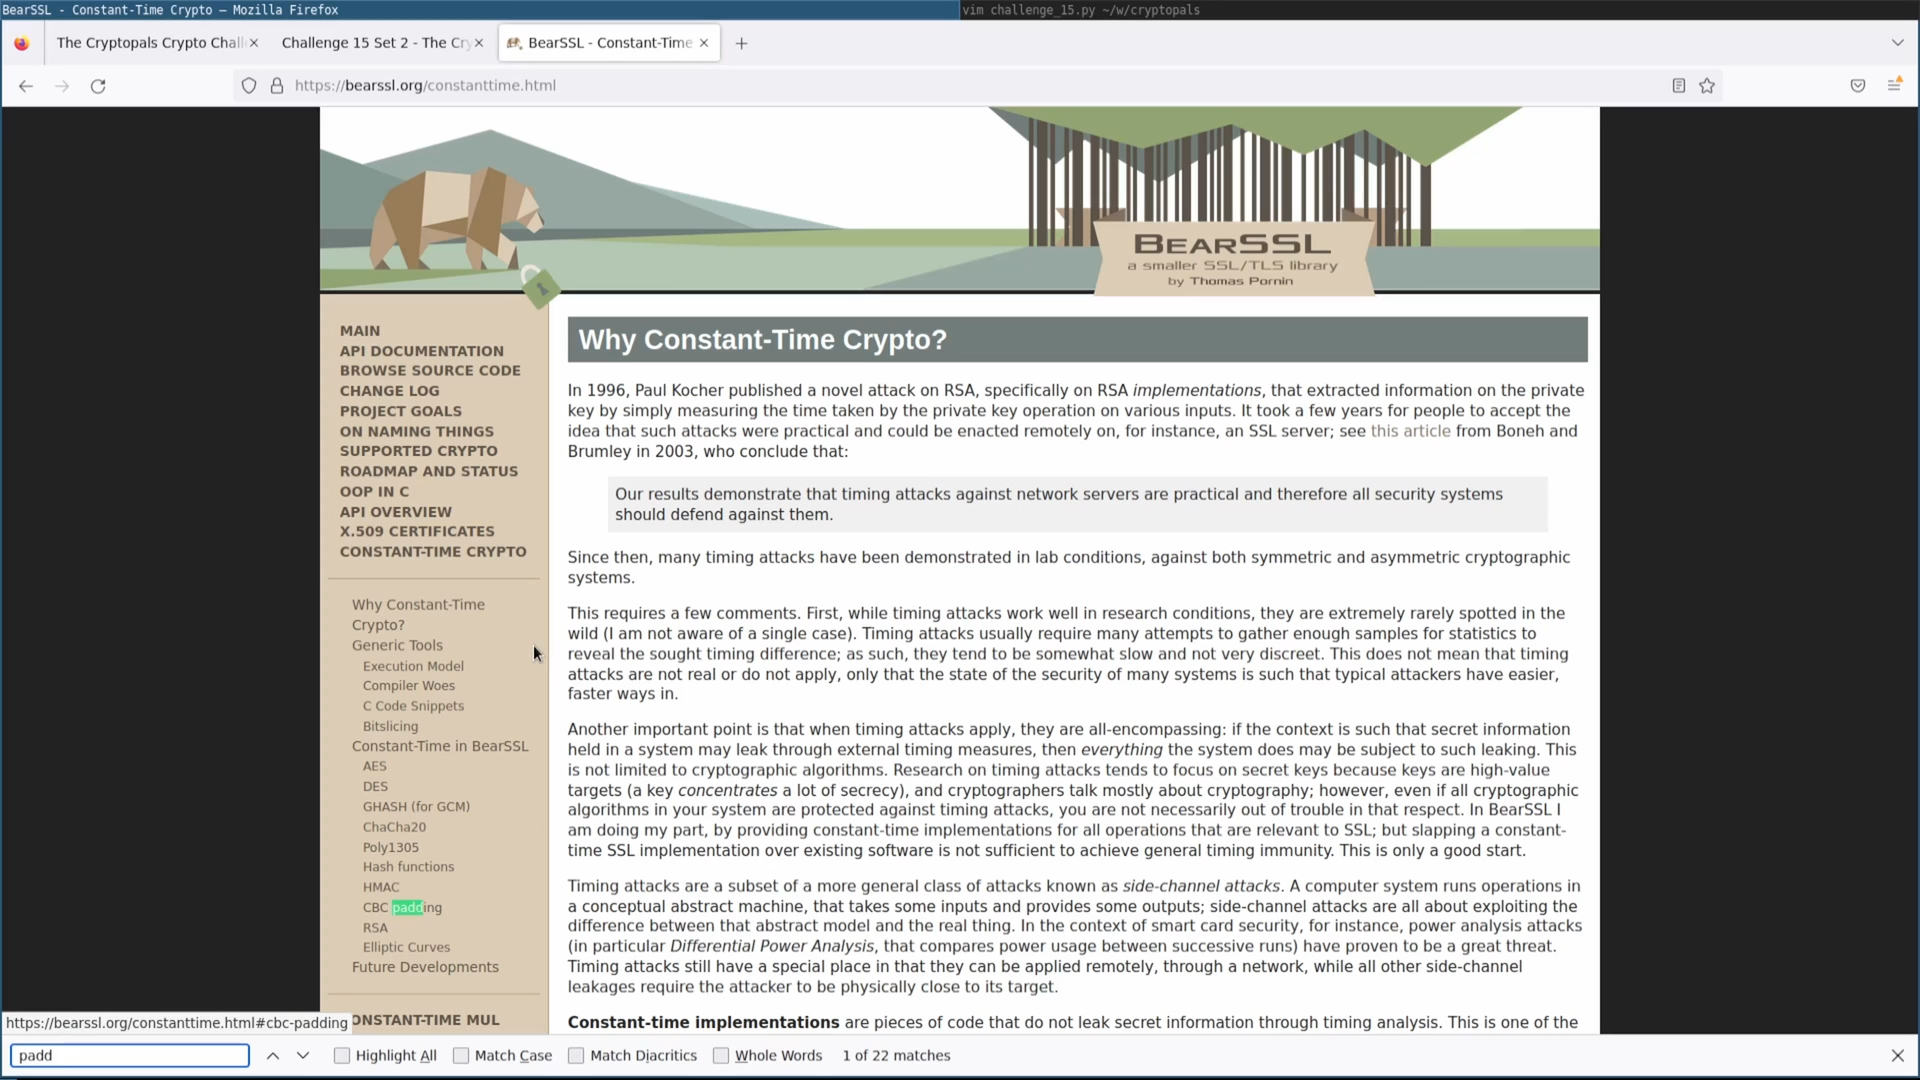 BearSSL - Constant-Time Crypto — Mozilla Firefox
vim challenge_15.py ~/w/cryptopals
The Cryptopals Crypto Chall
Challenge 15 Set 2 - The Cry
BearSSL - Constant-Time
https://bearssl.org/constanttime.html
BEARSSL
a smaller SSL/TLS library
by Thomas Pornin
MAIN
API DOCUMENTATION
BROWSE SOURCE CODE
CHANGE LOG
PROJECT GOALS
ON NAMING THINGS
SUPPORTED CRYPTO
ROADMAP AND STATUS
OOP IN C
API OVERVIEW
X.509 CERTIFICATES
CONSTANT-TIME CRYPTO
Why Constant-Time
Crypto?
Generic Tools
Execution Model
Compiler Woes
C Code Snippets
Bitslicing
Constant-Time in BearSSL
AES
DES
GHASH (for GCM)
ChaCha20
Poly1305
Hash functions
HMAC
CBC padding
RSA
Elliptic Curves
Future Developments
ONSTANT-TIME MUL
Why Constant-Time Crypto?
In 1996, Paul Kocher published a novel attack on RSA, specifically on RSA implementations, that extracted information on the private
key by simply measuring the time taken by the private key operation on various inputs. It took a few years for people to accept the
idea that such attacks were practical and could be enacted remotely on, for instance, an SSL server; see this article from Boneh and
Brumley in 2003, who conclude that:
Our results demonstrate that timing attacks against network servers are practical and therefore all security systems
should defend against them.
Since then, many timing attacks have been demonstrated in lab conditions, against both symmetric and asymmetric cryptographic
systems.
This requires a few comments. First, while timing attacks work well in research conditions, they are extremely rarely spotted in the
wild (I am not aware of a single case). Timing attacks usually require many attempts to gather enough samples for statistics to
reveal the sought timing difference; as such, they tend to be somewhat slow and not very discreet. This does not mean that timing
attacks are not real or do not apply, only that the state of the security of many systems is such that typical attackers have easier,
faster ways in.
Another important point is that when timing attacks apply, they are all-encompassing: if the context is such that secret information
held in a system may leak through external timing measures, then everything the system does may be subject to such leaking. This
is not limited to cryptographic algorithms. Research on timing attacks tends to focus on secret keys because keys are high-value
targets (a key concentrates a lot of secrecy), and cryptographers talk mostly about cryptography; however, even if all cryptographic
algorithms in your system are protected against timing attacks, you are not necessarily out of trouble in that respect. In BearSSL I
am doing my part, by providing constant-time implementations for all operations that are relevant to SSL; but slapping a constant-
time SSL implementation over existing software is not sufficient to achieve general timing immunity. This is only a good start.
Timing attacks are a subset of a more general class of attacks known as side-channel attacks. A computer system runs operations in
a conceptual abstract machine, that takes some inputs and provides some outputs; side-channel attacks are all about exploiting the
difference between that abstract model and the real thing. In the context of smart card security, for instance, power analysis attacks
(in particular Differential Power Analysis, that compares power usage between successive runs) have proven to be a great threat.
Timing attacks still have a special place in that they can be applied remotely, through a network, while all other side-channel
leakages require the attacker to be physically close to its target.
Constant-time implementations are pieces of code that do not leak secret information through timing analysis. This is one of the
https://bearssl.org/constanttime.html#cbc-padding
padd
Highlight All
Match Case
Match Diacritics
Whole Words
1 of 22 matches